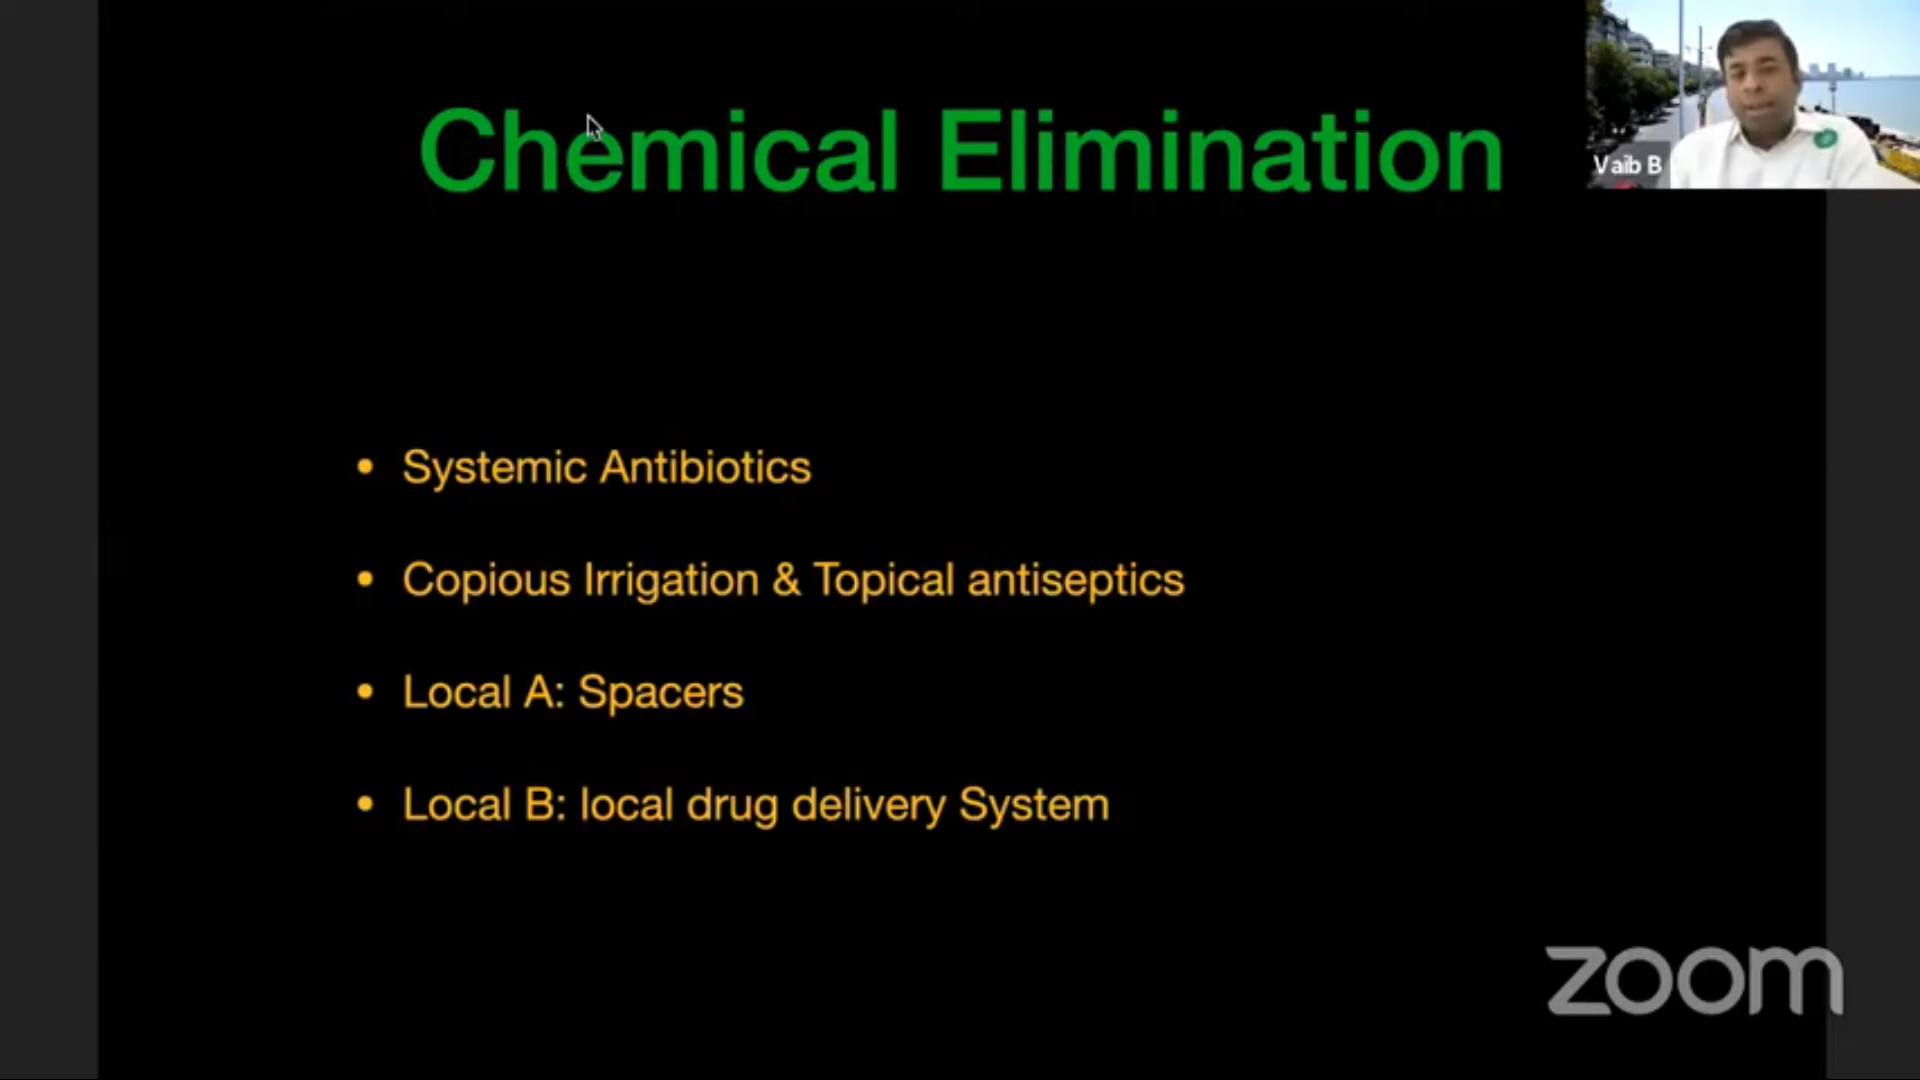 Chemical Elimination
Vaib B
• Systemic Antibiotics
• Copious Irrigation & Topical antiseptics
• Local A: Spacers
• Local B: local drug delivery System
zoom